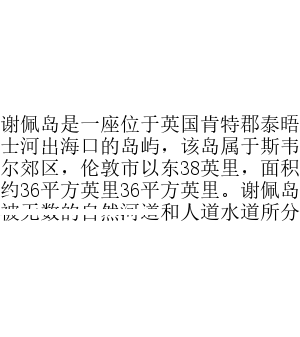 谢佩岛是一座位于英国肯特郡泰晤
士河出海口的岛屿，该岛属于斯韦
尔郊区，伦敦市以东38英里，面积
约36平方英里36平方英里。谢佩岛
被无数的自然河道和人道水道所分